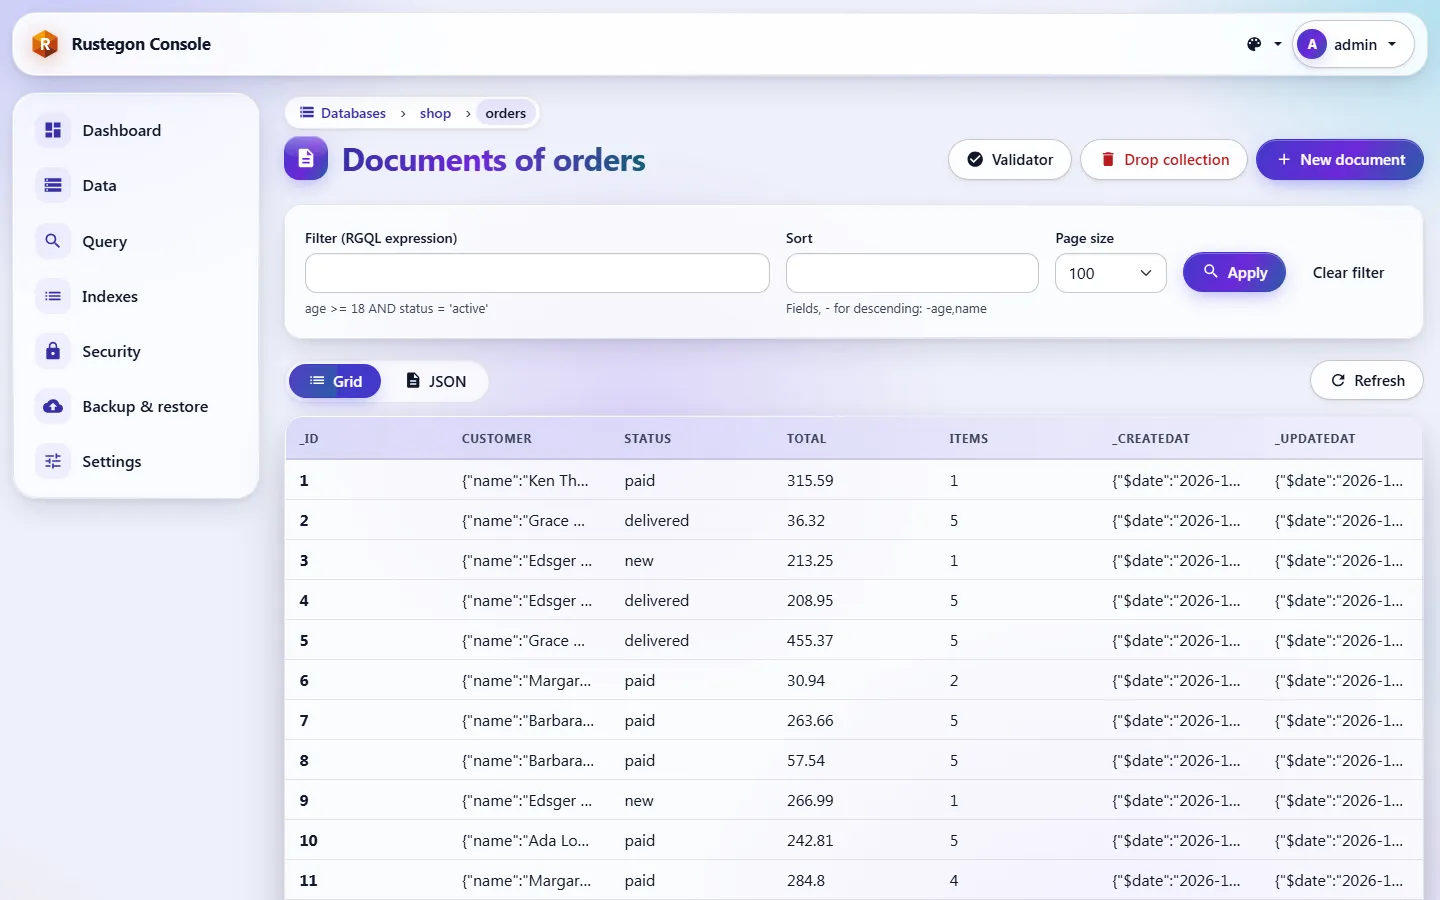 R Rustegon Console
A admin
Dashboard
Data
Query
Indexes
Security
Backup & restore
Settings
Databases › shop › orders
Documents of orders
Validator
Drop collection
+ New document
Filter (RGQL expression)
age >= 18 AND status = 'active'
Sort
Fields, - for descending: -age,name
Page size
100
Apply
Clear filter
Grid
JSON
Refresh
_ID CUSTOMER STATUS TOTAL ITEMS _CREATEDAT _UPDATEDAT
1 {"name":"Ken Th... paid 315.59 1 {"$date":"2026-1... {"$date":"2026-1...
2 {"name":"Grace ... delivered 36.32 5 {"$date":"2026-1... {"$date":"2026-1...
3 {"name":"Edsger ... new 213.25 1 {"$date":"2026-1... {"$date":"2026-1...
4 {"name":"Edsger ... delivered 208.95 5 {"$date":"2026-1... {"$date":"2026-1...
5 {"name":"Grace ... delivered 455.37 5 {"$date":"2026-1... {"$date":"2026-1...
6 {"name":"Margar... paid 30.94 2 {"$date":"2026-1... {"$date":"2026-1...
7 {"name":"Barbara... paid 263.66 5 {"$date":"2026-1... {"$date":"2026-1...
8 {"name":"Barbara... paid 57.54 5 {"$date":"2026-1... {"$date":"2026-1...
9 {"name":"Edsger ... new 266.99 1 {"$date":"2026-1... {"$date":"2026-1...
10 {"name":"Ada Lo... paid 242.81 5 {"$date":"2026-1... {"$date":"2026-1...
11 {"name":"Margar... paid 284.8 4 {"$date":"2026-1... {"$date":"2026-1...